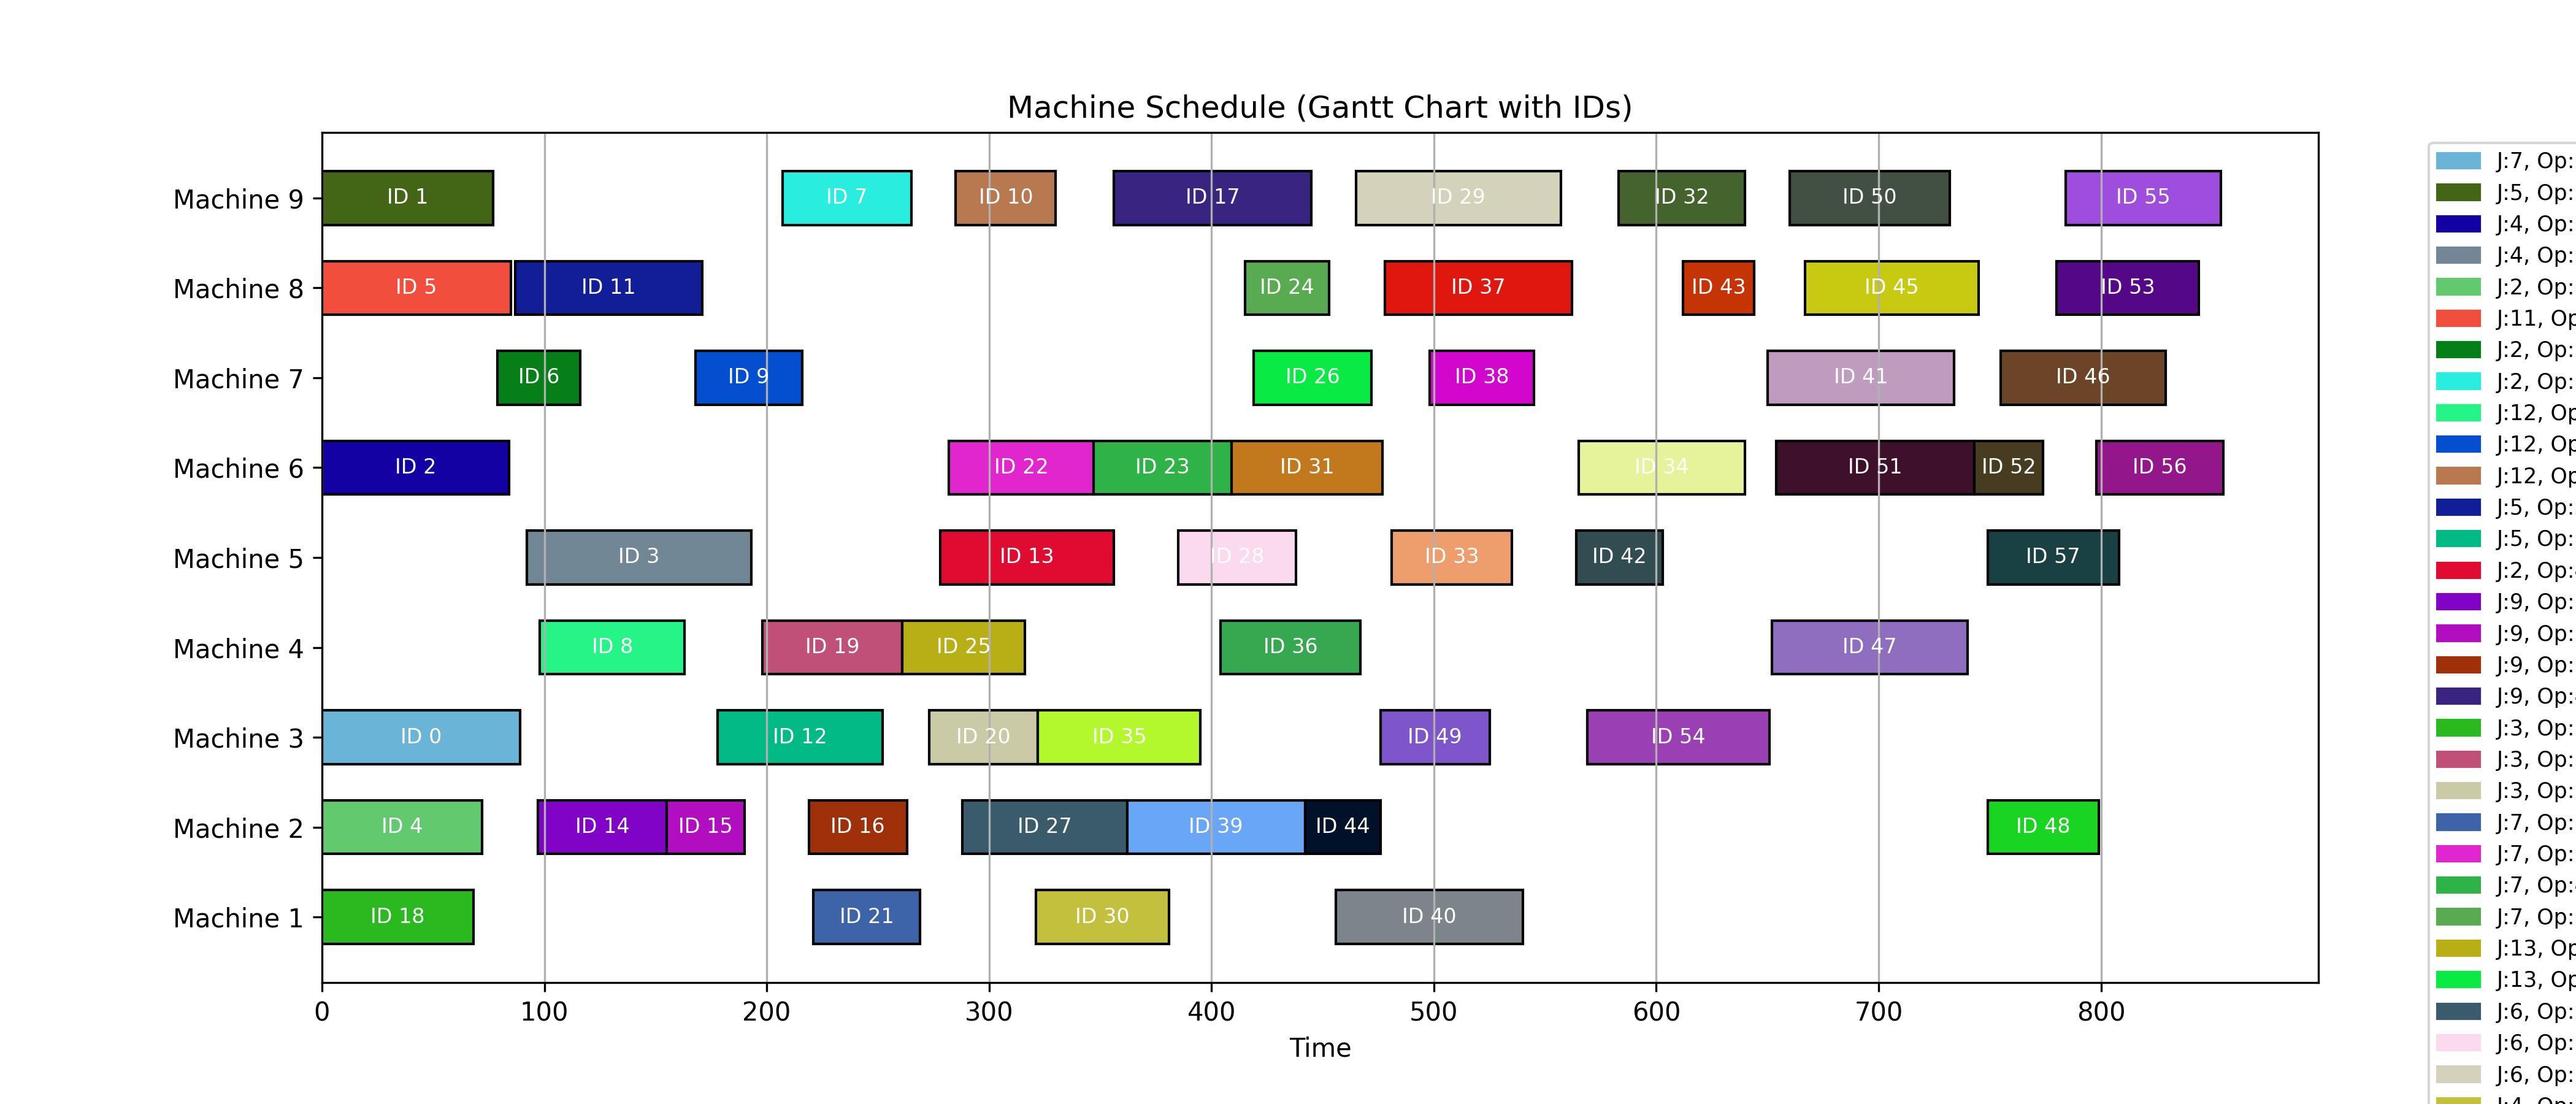 Machine Schedule (Gantt Chart with IDs)
Machine 9
ID 1
ID 7
ID 10
ID 17
ID 29
ID 32
ID 50
ID 55
Machine 8
ID 5
ID 11
ID 24
ID 37
ID 43
ID 45
ID 53
Machine 7
ID 6
ID 9
ID 26
ID 38
ID 41
ID 46
Machine 6
ID 2
ID 22
ID 23
ID 31
ID 34
ID 51
ID 52
ID 56
Machine 5
ID 3
ID 13
ID 28
ID 33
ID 42
ID 57
Machine 4
ID 8
ID 19
ID 25
ID 36
ID 47
Machine 3
ID 0
ID 12
ID 20
ID 35
ID 49
ID 54
Machine 2
ID 4
ID 14
ID 15
ID 16
ID 27
ID 39
ID 44
ID 48
Machine 1
ID 18
ID 21
ID 30
ID 40
0 100 200 300 400 500 600 700 800
Time
J:7, Op:
J:5, Op:
J:4, Op:
J:4, Op:
J:2, Op:
J:11, Op
J:2, Op:
J:2, Op:
J:12, Op
J:12, Op
J:12, Op
J:5, Op:
J:5, Op:
J:2, Op:
J:9, Op:
J:9, Op:
J:9, Op:
J:9, Op:
J:3, Op:
J:3, Op:
J:3, Op:
J:7, Op:
J:7, Op:
J:7, Op:
J:7, Op:
J:13, Op
J:13, Op
J:6, Op:
J:6, Op:
J:6, Op:
J:4, Op: